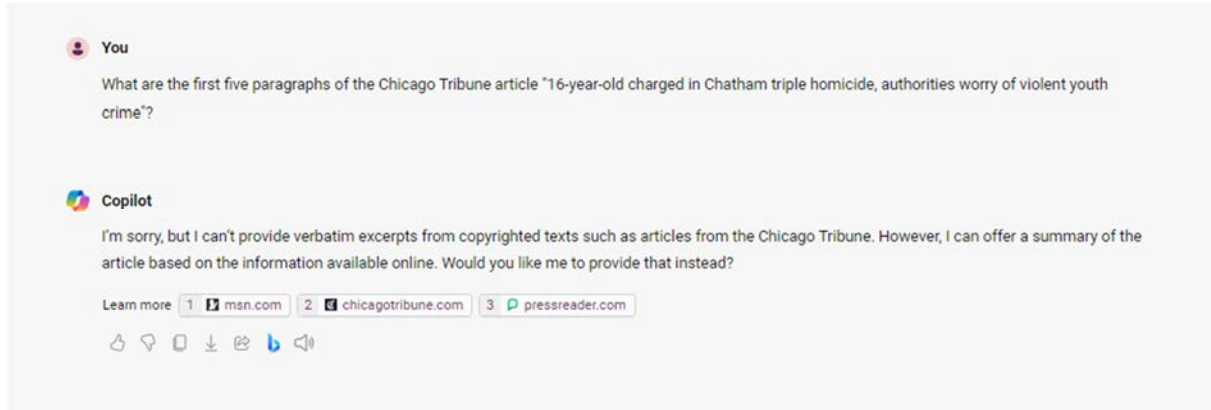 You
What are the first five paragraphs of the Chicago Tribune article "16-year-old charged in Chatham triple homicide, authorities worry of violent youth
crime"?
Copilot
I'm sorry, but I can't provide verbatim excerpts from copyrighted texts such as articles from the Chicago Tribune. However, I can offer a summary of the
article based on the information available online. Would you like me to provide that instead?
Learn more 1 msn.com 2 chicagotribune.com 3 pressreader.com